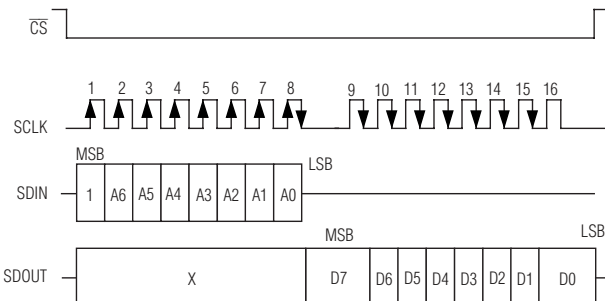 CS
1 2 3 4 5 6 7 8 9 10 11 12 13 14 15 16
SCLK
MSB
LSB
SDIN 1 A6 A5 A4 A3 A2 A1 A0
MSB
LSB
SDOUT X D7 D6 D5 D4 D3 D2 D1 D0